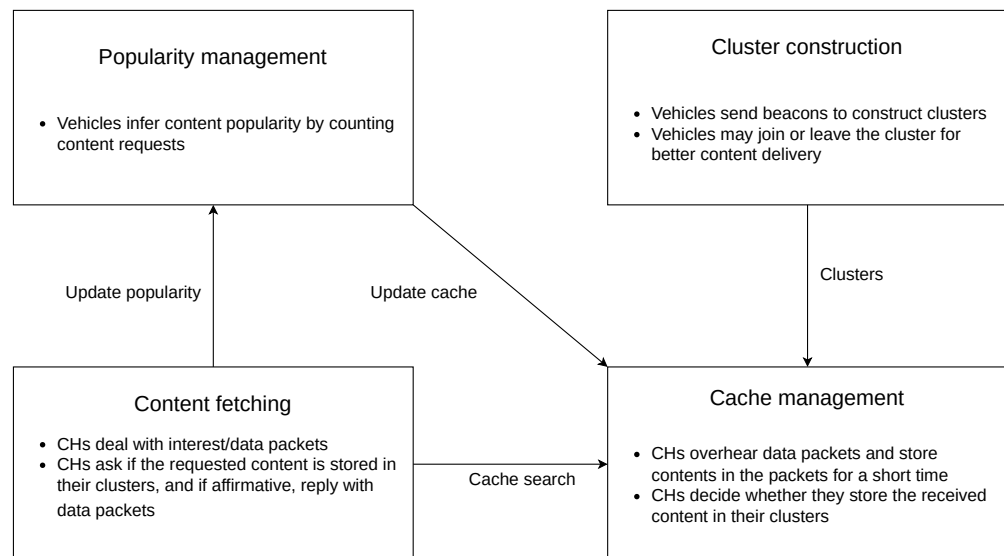 Popularity management
• Vehicles infer content popularity by counting
content requests
Cluster construction
• Vehicles send beacons to construct clusters
• Vehicles may join or leave the cluster for
better content delivery
Update popularity
Update cache
Clusters
Content fetching
• CHs deal with interest/data packets
• CHs ask if the requested content is stored in
their clusters, and if affirmative, reply with
data packets
Cache search
Cache management
• CHs overhear data packets and store
contents in the packets for a short time
• CHs decide whether they store the received
content in their clusters